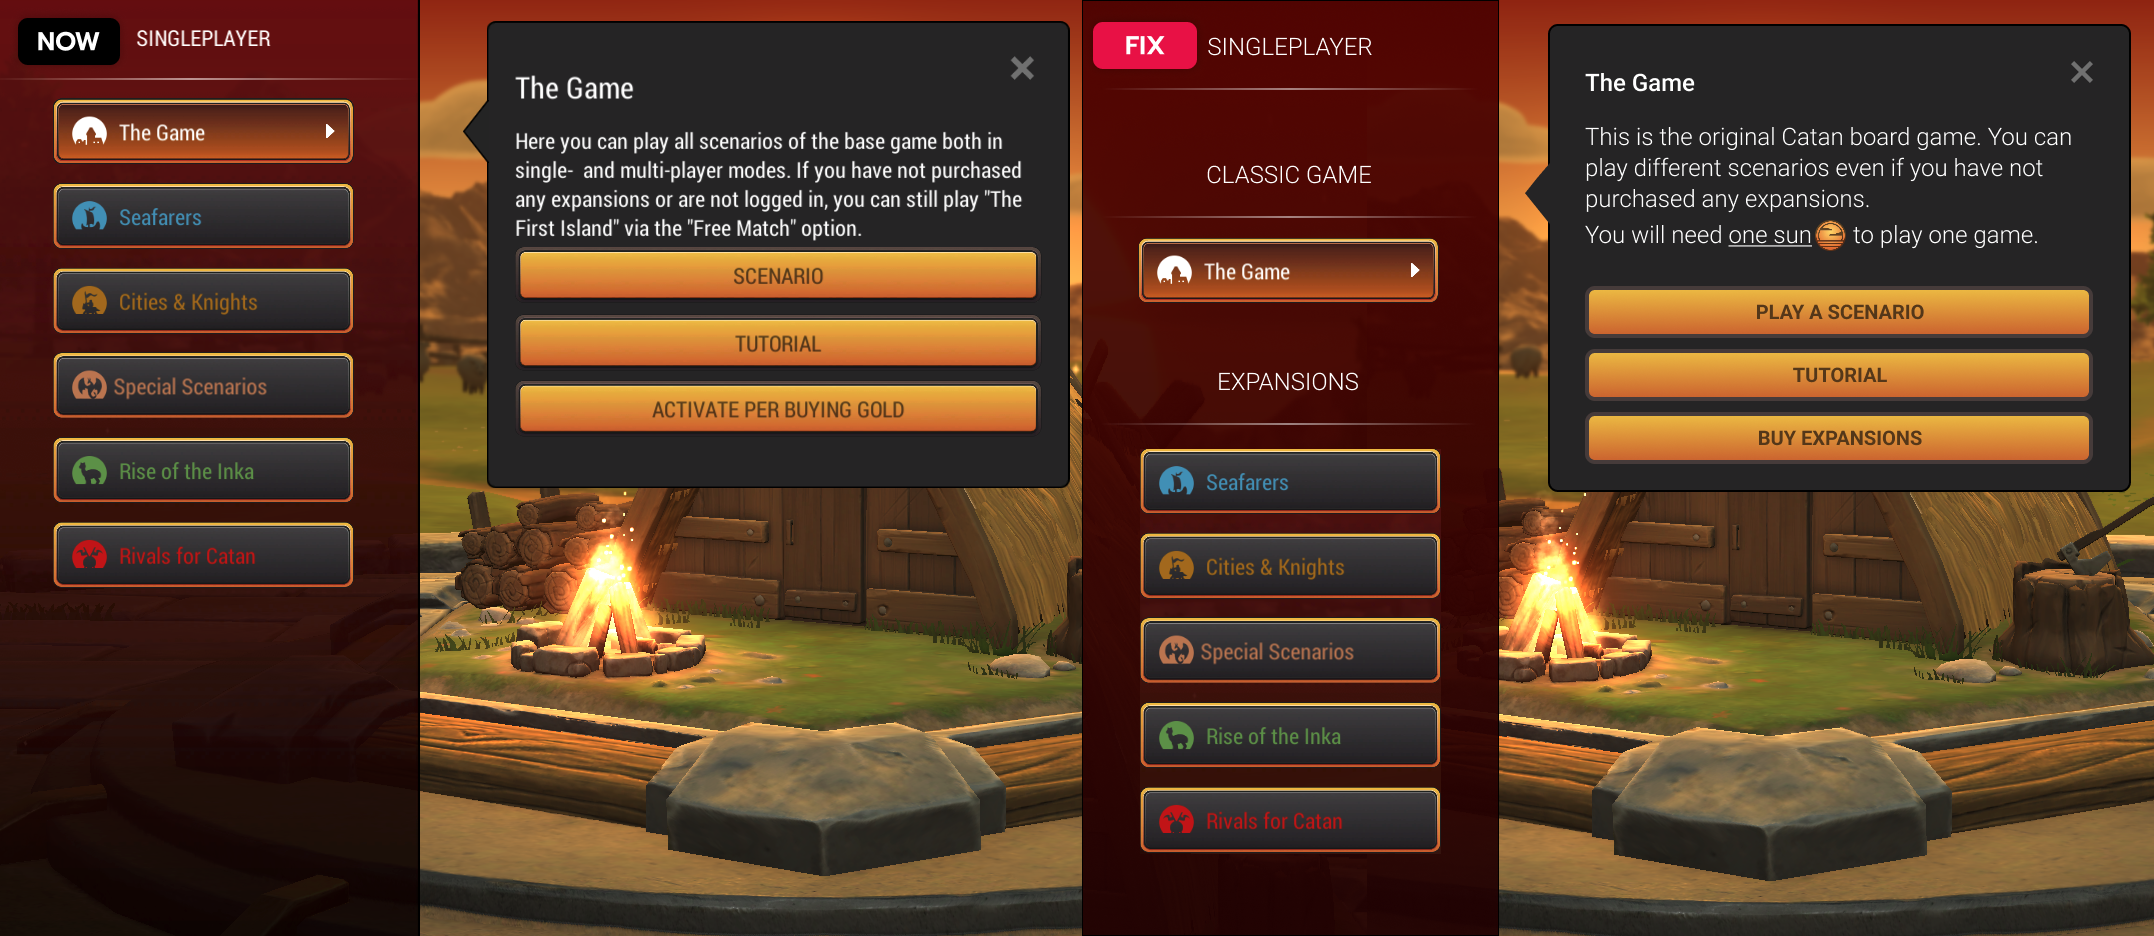 NOW
SINGLEPLAYER
The Game
Seafarers
Cities & Knights
Special Scenarios
Rise of the Inka
Rivals for Catan
The Game
Here you can play all scenarios of the base game both in
single-  and multi-player modes. If you have not purchased
any expansions or are not logged in, you can still play "The
First Island" via the "Free Match" option.
SCENARIO
TUTORIAL
ACTIVATE PER BUYING GOLD
FIX
SINGLEPLAYER
CLASSIC GAME
The Game
EXPANSIONS
Seafarers
Cities & Knights
Special Scenarios
Rise of the Inka
Rivals for Catan
The Game
This is the original Catan board game. You can
play different scenarios even if you have not
purchased any expansions.
You will need one sun to play one game.
PLAY A SCENARIO
TUTORIAL
BUY EXPANSIONS